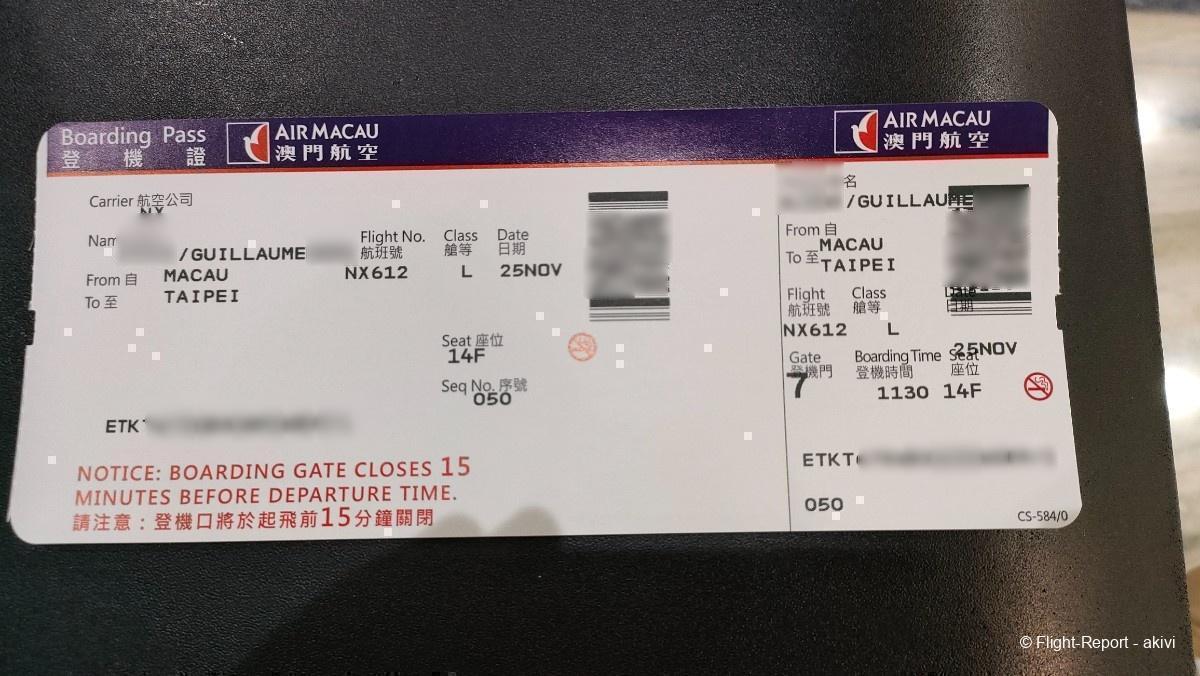 Boarding Pass
登 機 證
AIR MACAU
澳門航空
AIR MACAU
澳門航空
Carrier 航空公司
NX
Nam
/GUILLAUME
From 自 MACAU
To 至 TAIPEI
Flight No.
航班號
NX612
Class
艙等
L
Date
日期
25NOV
Seat 座位
14F
Seq No. 序號
050
ETKT
NOTICE: BOARDING GATE CLOSES 15
MINUTES BEFORE DEPARTURE TIME.
請注意：登機口將於起飛前15分鐘關閉
名
/GUILLAUME
From 自
MACAU
To 至
TAIPEI
Flight
航班號
NX612
Class
艙等
L
Date
日期
25NOV
Gate
登機門
7
Boarding Time
登機時間
1130
Seat
座位
14F
ETKT
050
CS-584/0
© Flight-Report - akivi